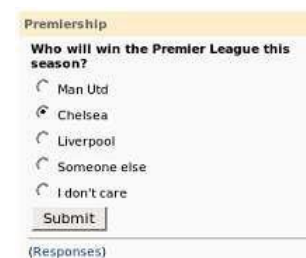 Premiership
Who will win the Premier League this
season?
Man Utd
Chelsea
Liverpool
Someone else
I don't care
Submit
(Responses)